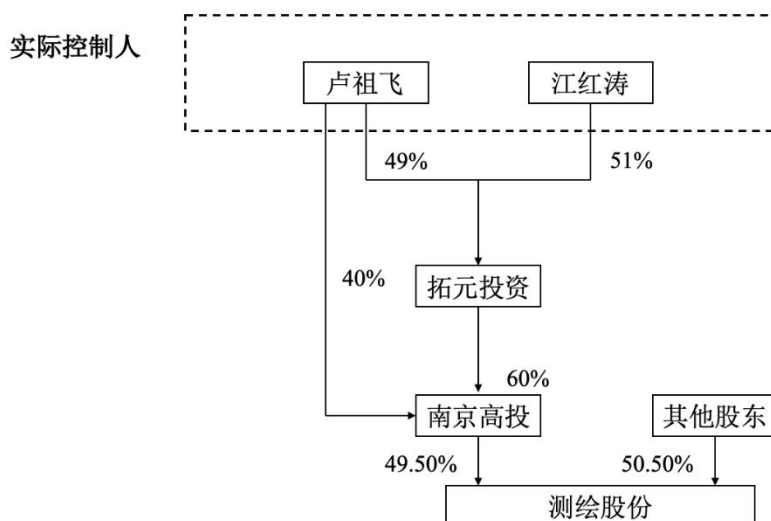 实际控制人
卢祖飞
江红涛
49%
51%
40%
拓元投资
60%
南京高投
其他股东
49.50%
50.50%
测绘股份